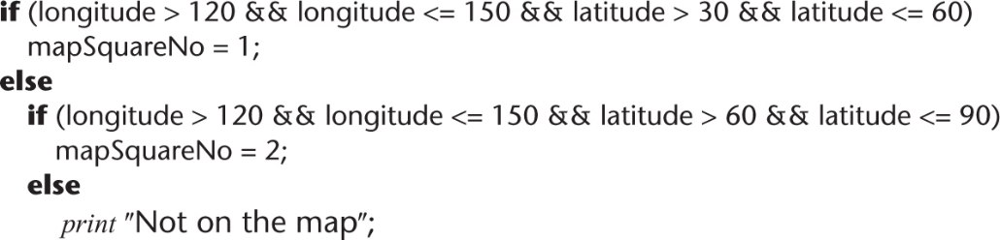 if (longitude > 120 && longitude <= 150 && latitude > 30 && latitude <= 60)
mapSquareNo = 1;
else
if (longitude > 120 && longitude <= 150 && latitude > 60 && latitude <= 90)
mapSquareNo = 2;
else
print "Not on the map";